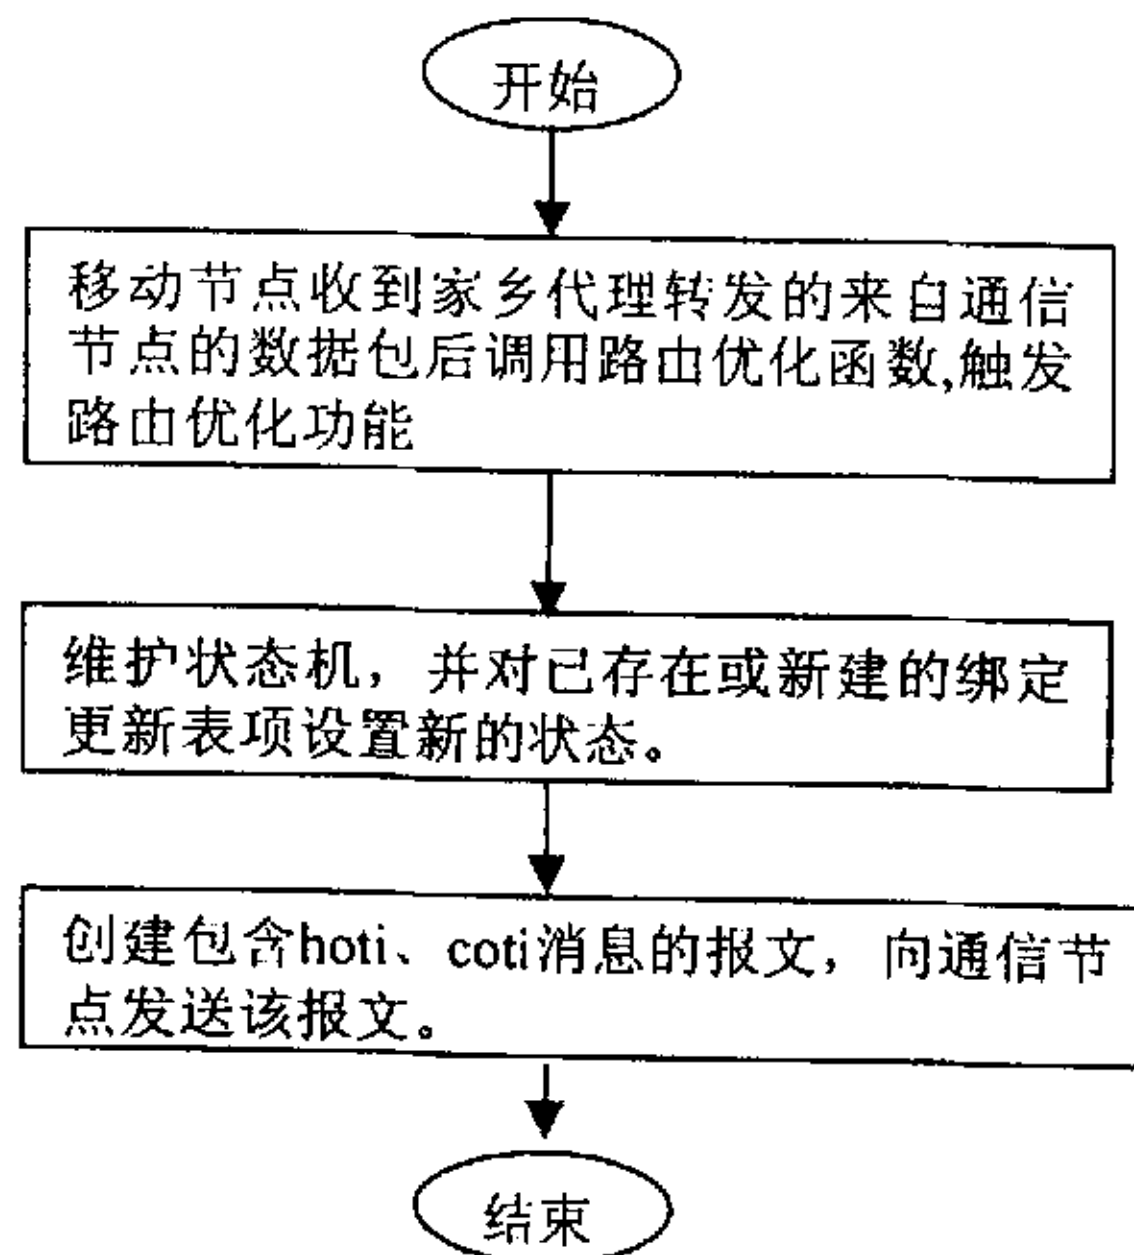 开始
移动节点收到家乡代理转发的来自通信
节点的数据包后调用路由优化函数,触发
路由优化功能
维护状态机，并对已存在或新建的绑定
更新表项设置新的状态。
创建包含hoti、coti消息的报文，向通信节
点发送该报文。
结束